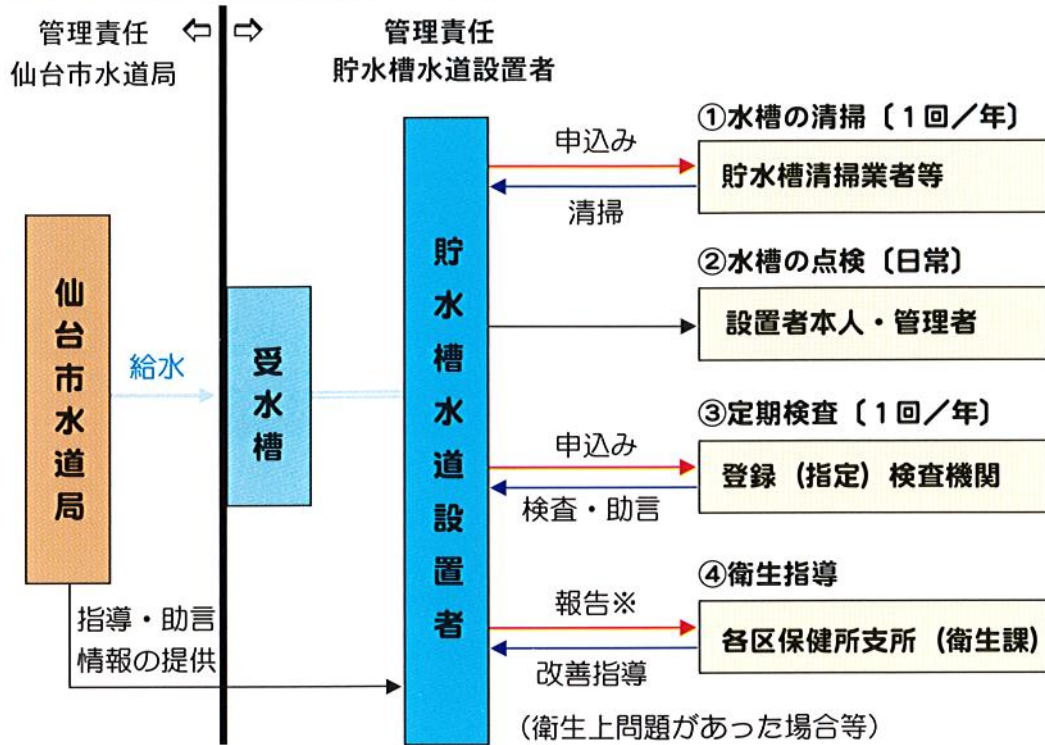 管理責任
仙台市水道局
⇦
⇨
管理責任
貯水槽水道設置者
仙台市水道局
給水
受水槽
貯水槽水道設置者
指導・助言
情報の提供
①水槽の清掃〔1回／年〕
申込み
貯水槽清掃業者等
清掃
②水槽の点検〔日常〕
設置者本人・管理者
③定期検査〔1回／年〕
申込み
登録（指定）検査機関
検査・助言
④衛生指導
報告※
各区保健所支所（衛生課）
改善指導
（衛生上問題があった場合等）